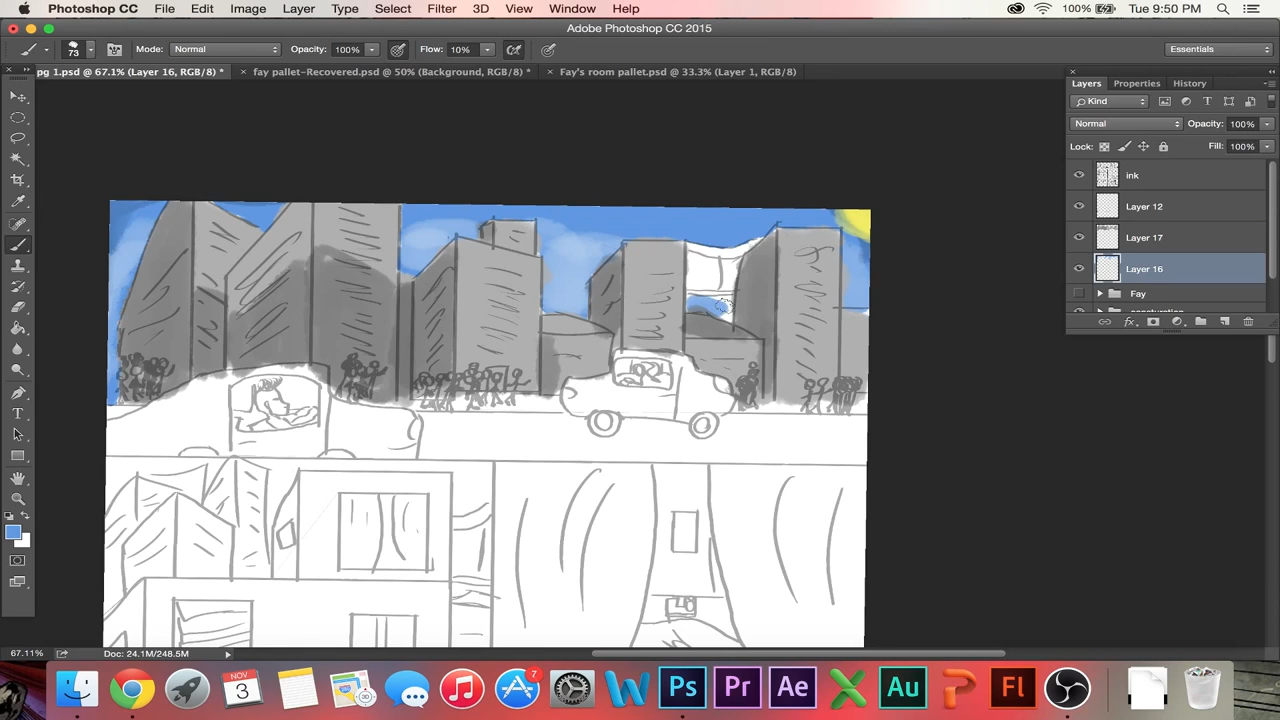 Photoshop CC File Edit Image Layer Type Select Filter 3D View Window Help 100% Tue 9:50 PM
Adobe Photoshop CC 2015
73 Mode: Normal Opacity: 100% Flow: 10% Essentials
pg 1.psd @ 67.1% (Layer 16, RGB/8) * fay pallet-Recovered.psd @ 50% (Background, RGB/8) * Fay's room pallet.psd @ 33.3% (Layer 1, RGB/8)
Layers Properties History
Kind
Normal Opacity: 100%
Lock: Fill: 100%
ink
Layer 12
Layer 17
Layer 16
Fay
67.11% Doc: 24.1M/248.5M
NOV
3
7
Ps Pr Ae Au Fl